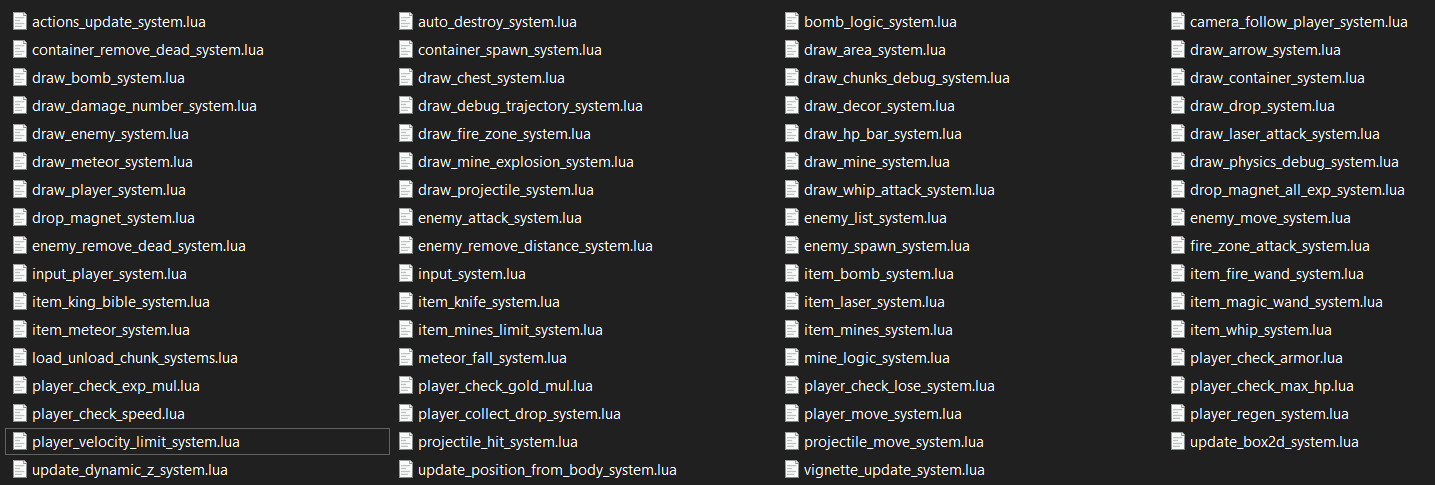 actions_update_system.lua auto_destroy_system.lua bomb_logic_system.lua camera_follow_player_system.lua
container_remove_dead_system.lua container_spawn_system.lua draw_area_system.lua draw_arrow_system.lua
draw_bomb_system.lua draw_chest_system.lua draw_chunks_debug_system.lua draw_container_system.lua
draw_damage_number_system.lua draw_debug_trajectory_system.lua draw_decor_system.lua draw_drop_system.lua
draw_enemy_system.lua draw_fire_zone_system.lua draw_hp_bar_system.lua draw_laser_attack_system.lua
draw_meteor_system.lua draw_mine_explosion_system.lua draw_mine_system.lua draw_physics_debug_system.lua
draw_player_system.lua draw_projectile_system.lua draw_whip_attack_system.lua drop_magnet_all_exp_system.lua
drop_magnet_system.lua enemy_attack_system.lua enemy_list_system.lua enemy_move_system.lua
enemy_remove_dead_system.lua enemy_remove_distance_system.lua enemy_spawn_system.lua fire_zone_attack_system.lua
input_player_system.lua input_system.lua item_bomb_system.lua item_fire_wand_system.lua
item_king_bible_system.lua item_knife_system.lua item_laser_system.lua item_magic_wand_system.lua
item_meteor_system.lua item_mines_limit_system.lua item_mines_system.lua item_whip_system.lua
load_unload_chunk_systems.lua meteor_fall_system.lua mine_logic_system.lua player_check_armor.lua
player_check_exp_mul.lua player_check_gold_mul.lua player_check_lose_system.lua player_check_max_hp.lua
player_check_speed.lua player_collect_drop_system.lua player_move_system.lua player_regen_system.lua
player_velocity_limit_system.lua projectile_hit_system.lua projectile_move_system.lua update_box2d_system.lua
update_dynamic_z_system.lua update_position_from_body_system.lua vignette_update_system.lua